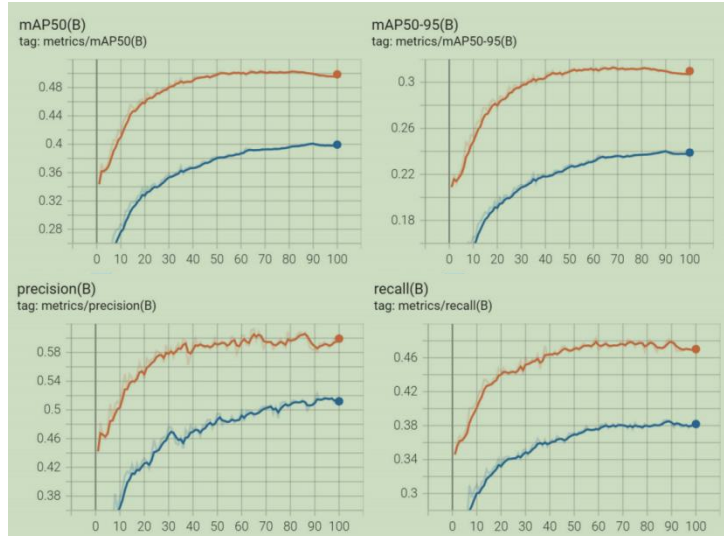 mAP50(B)
tag: metrics/mAP50(B)
0.48
0.44
0.4
0.36
0.32
0.28
0 10 20 30 40 50 60 70 80 90 100
mAP50-95(B)
tag: metrics/mAP50-95(B)
0.3
0.26
0.22
0.18
0 10 20 30 40 50 60 70 80 90 100
precision(B)
tag: metrics/precision(B)
0.58
0.54
0.5
0.46
0.42
0.38
0 10 20 30 40 50 60 70 80 90 100
recall(B)
tag: metrics/recall(B)
0.46
0.42
0.38
0.34
0.3
0 10 20 30 40 50 60 70 80 90 100